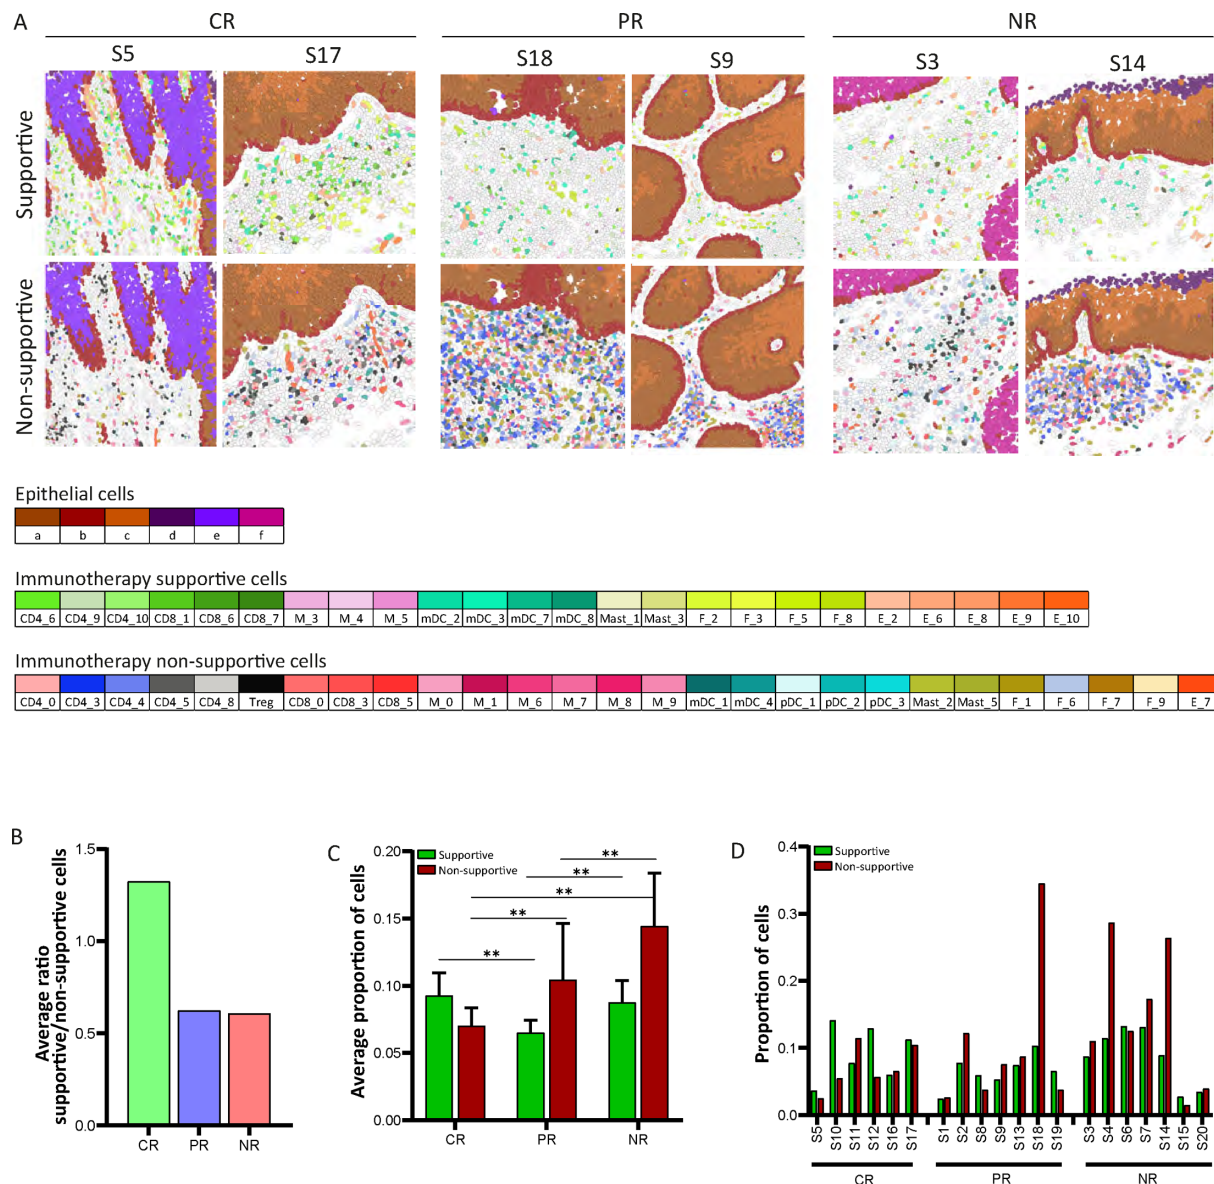 A
CR PR NR
S5 S17 S18 S9 S3 S14
Supportive
Non-supportive
Epithelial cells
a b c d e f
Immunotherapy supportive cells
CD4_6 CD4_9 CD4_10 CD8_1 CD8_6 CD8_7 M_3 M_4 M_5 mDC_2 mDC_3 mDC_7 mDC_8 Mast_1 Mast_3 F_2 F_3 F_5 F_8 E_2 E_6 E_8 E_9 E_10
Immunotherapy non-supportive cells
CD4_0 CD4_3 CD4_4 CD4_5 CD4_8 Treg CD8_0 CD8_3 CD8_5 M_0 M_1 M_6 M_7 M_8 M_9 mDC_1 mDC_4 pDC_1 pDC_2 pDC_3 Mast_2 Mast_5 F_1 F_6 F_7 F_9 E_7
B
Average ratio
supportive/non-supportive cells
1.5
1.0
0.5
0.0
CR PR NR
C
Average proportion of cells
0.20
0.15
0.10
0.05
0.00
Supportive
Non-supportive
**
**
**
**
**
CR PR NR
D
Proportion of cells
0.4
0.3
0.2
0.1
0.0
Supportive
Non-supportive
S5 S10 S11 S12 S16 S17 S1 S2 S8 S9 S13 S18 S19 S3 S4 S6 S7 S14 S15 S20
CR PR NR